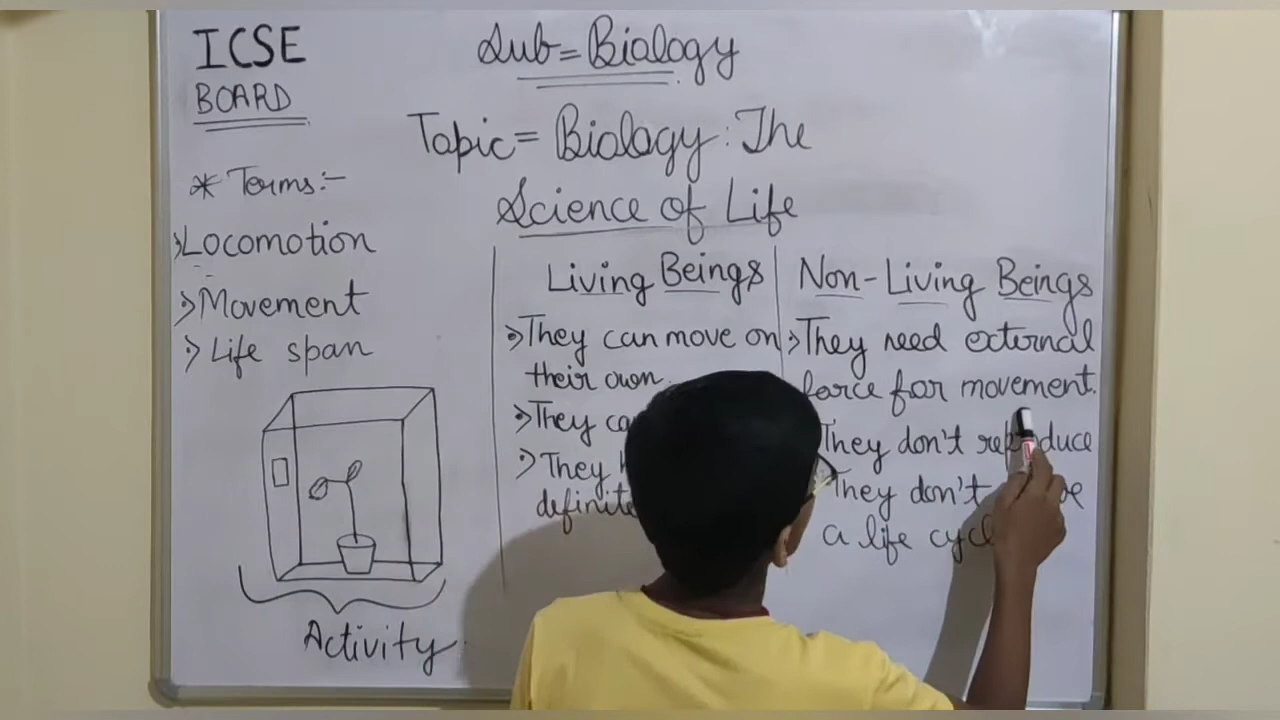 ICSE
BOARD
Sub = Biology
Topic = Biology : The
Science of Life
* Terms :-
Locomotion
Movement
Life span
Activity
Living Beings
They can move on
their own.
They
They
definite
Non-Living Beings
They need external
force for movement.
They don't reproduce
They don't
a life